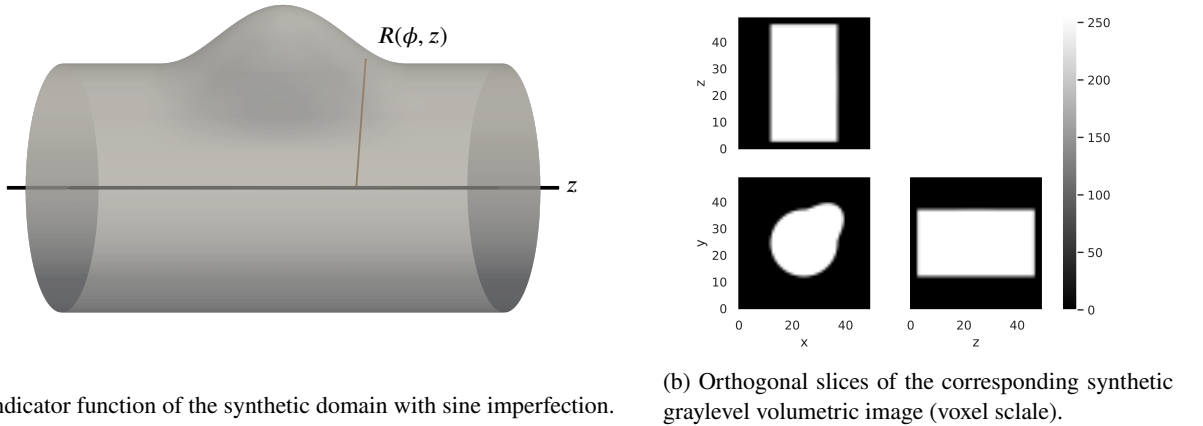 R(ϕ, z)
z
ndicator function of the synthetic domain with sine imperfection.
z
40
30
20
10
0
y
40
30
20
10
0
0 20 40
x
0 20 40
z
250
200
150
100
50
0
(b) Orthogonal slices of the corresponding synthetic
graylevel volumetric image (voxel sclale).